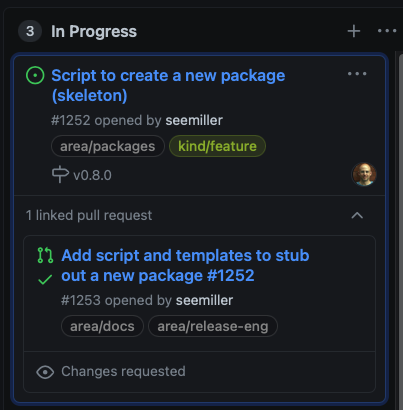 3 In Progress
Script to create a new package
(skeleton)
#1252 opened by seemiller
area/packages kind/feature
v0.8.0
1 linked pull request
Add script and templates to stub
out a new package #1252
#1253 opened by seemiller
area/docs area/release-eng
Changes requested